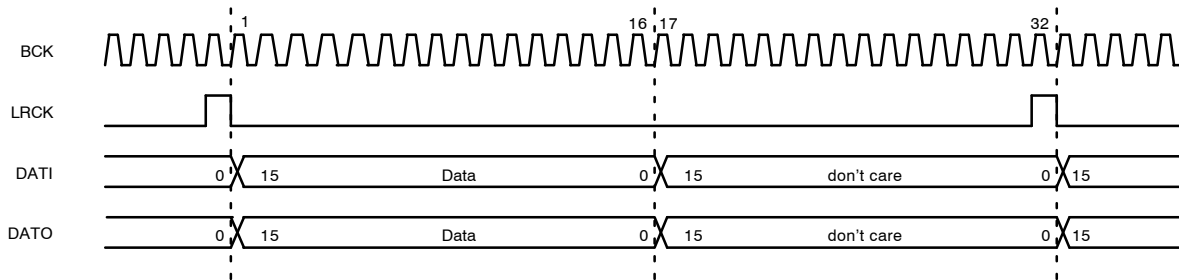 1 16 17 32
BCK
LRCK
DATI 0 15 Data 0 15 don't care 0 15
DATO 0 15 Data 0 15 don't care 0 15